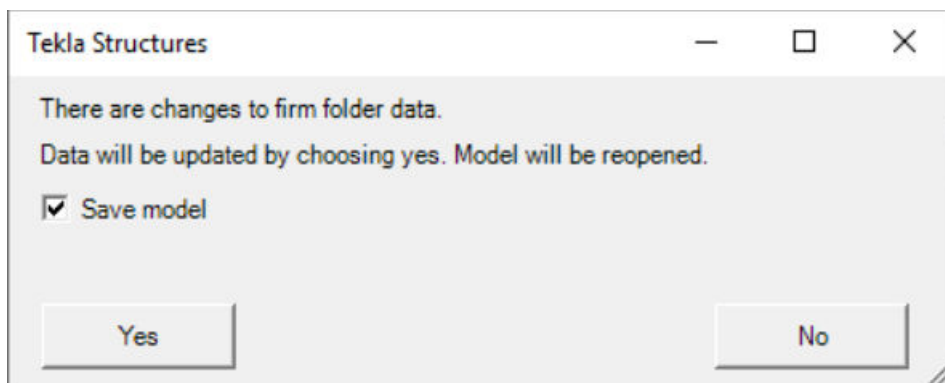 Tekla Structures
There are changes to firm folder data.
Data will be updated by choosing yes. Model will be reopened.
Save model
Yes
No